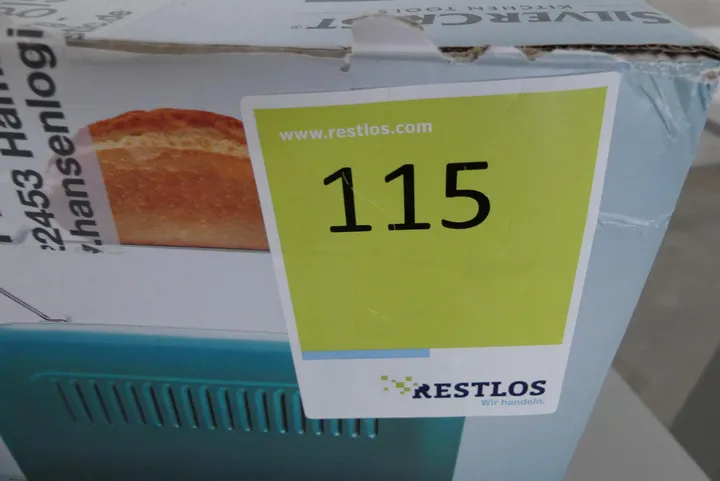 SILVERCREST®
KITCHEN TOOLS
22453 Ham
.hansenlogi
www.restlos.com
115
RESTLOS
Wir handeln.